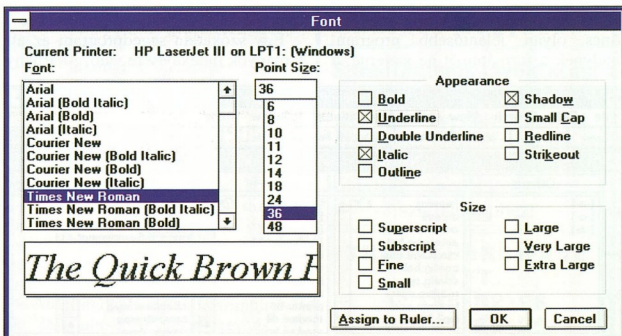 Font
Current Printer: HP LaserJet III on LPT1: (Windows)
Font:
Arial
Arial (Bold Italic)
Arial (Bold)
Arial (Italic)
Courier New
Courier New (Bold Italic)
Courier New (Bold)
Courier New (Italic)
Times New Roman
Times New Roman (Bold Italic)
Times New Roman (Bold)
Point Size:
36
6
8
10
11
12
14
18
24
36
48
The Quick Brown
Appearance
Bold
Underline
Double Underline
Italic
Outline
Shadow
Small Cap
Redline
Strikeout
Size
Superscript
Subscript
Fine
Small
Large
Very Large
Extra Large
Assign to Ruler...
OK
Cancel